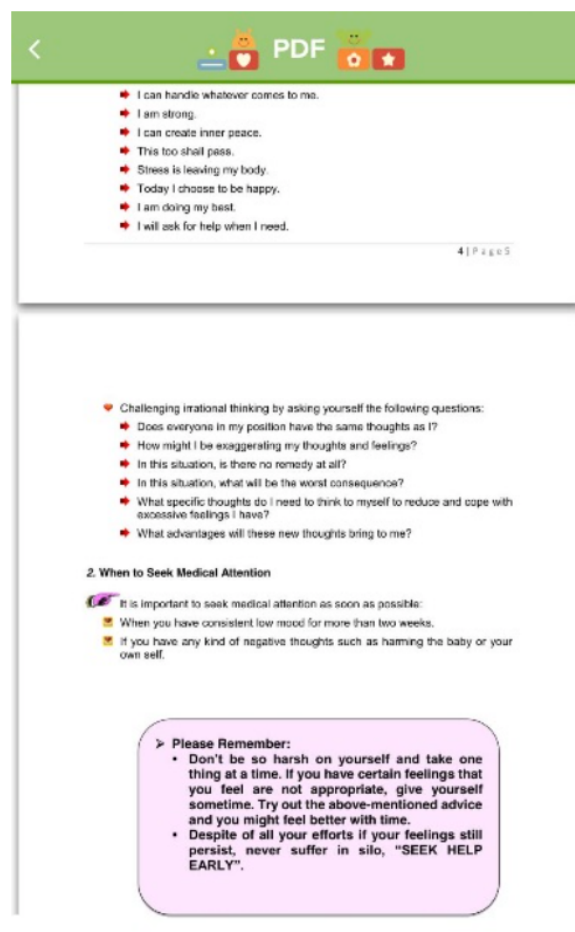 PDF
I can handle whatever comes to me.
I am strong.
I can create inner peace.
This too shall pass.
Stress is leaving my body.
Today I choose to be happy.
I am doing my best.
I will ask for help when I need.
4 | P a g e 5
Challenging irrational thinking by asking yourself the following questions:
Does everyone in my position have the same thoughts as I?
How might I be exaggerating my thoughts and feelings?
In this situation, is there no remedy at all?
In this situation, what will be the worst consequence?
What specific thoughts do I need to think to myself to reduce and cope with
excessive feelings I have?
What advantages will these new thoughts bring to me?
2. When to Seek Medical Attention
It is important to seek medical attention as soon as possible:
When you have consistent low mood for more than two weeks.
If you have any kind of negative thoughts such as harming the baby or your
own self.
➢ Please Remember:
• Don't be so harsh on yourself and take one
thing at a time. If you have certain feelings that
you feel are not appropriate, give yourself
sometime. Try out the above-mentioned advice
and you might feel better with time.
• Despite of all your efforts if your feelings still
persist, never suffer in silo, “SEEK HELP
EARLY”.